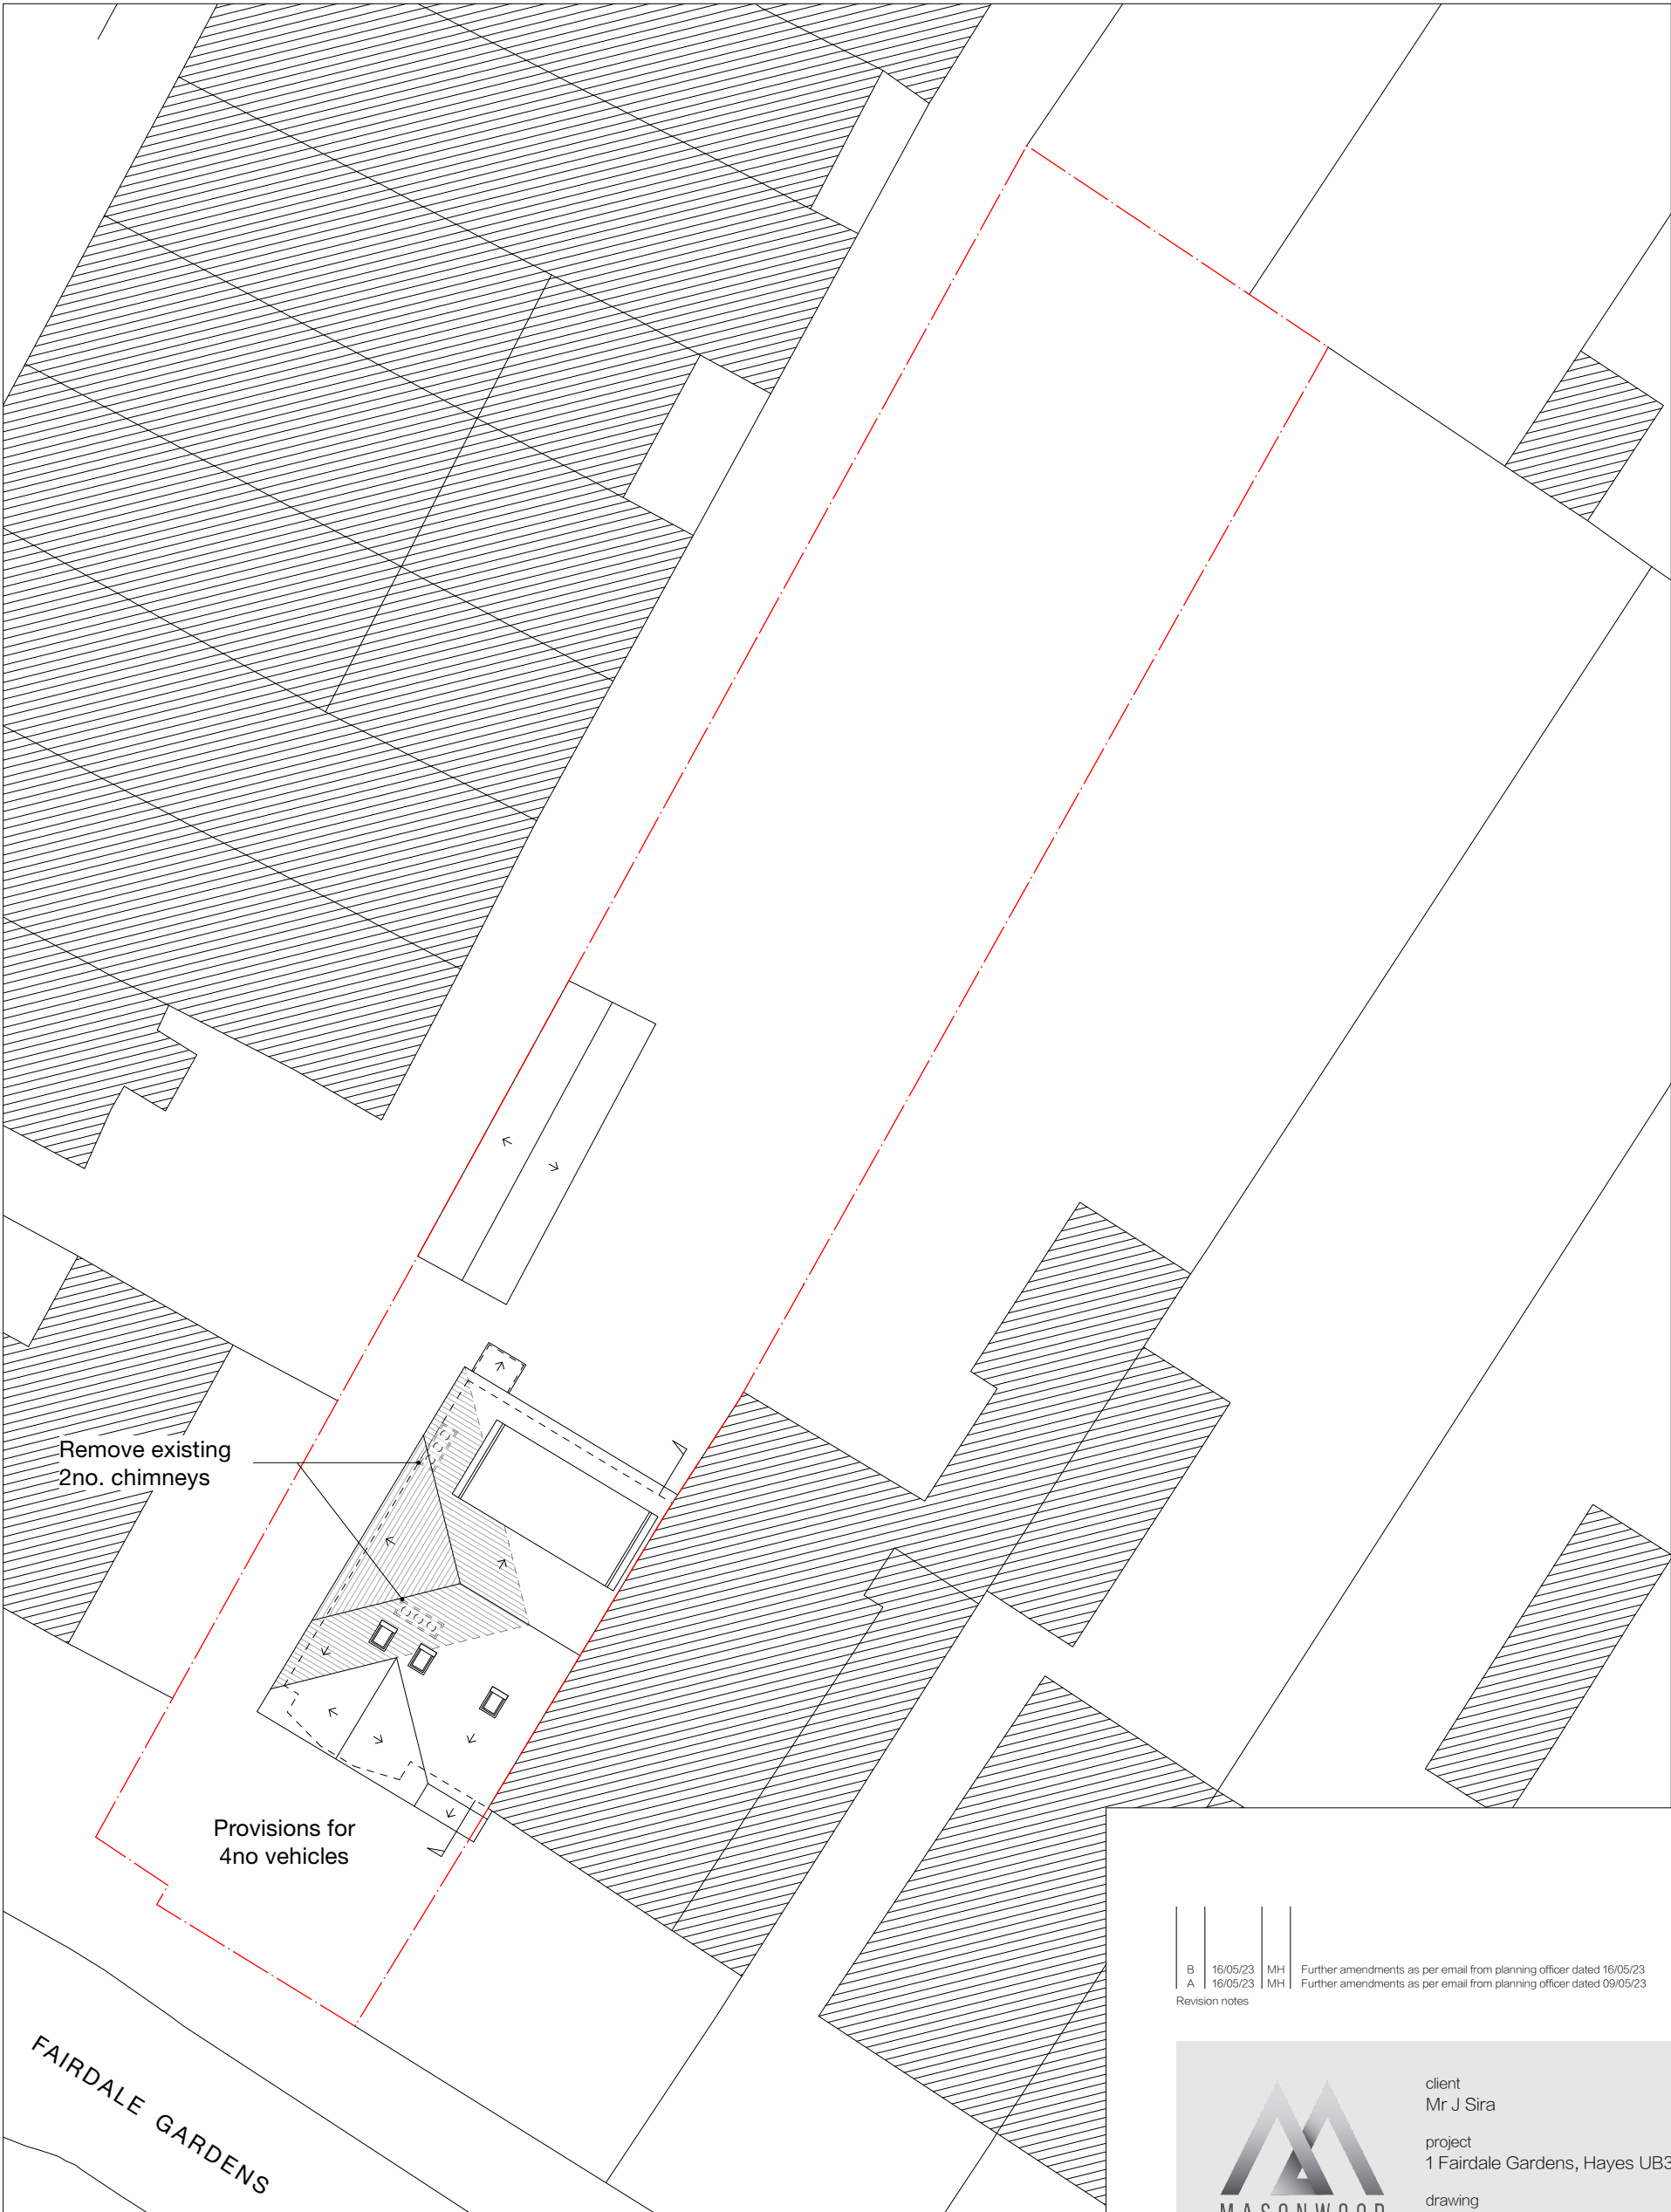 Remove existing
2no. chimneys
Provisions for
4no vehicles
FAIRDALE GARDENS
B 16/05/23 MH Further amendments as per email from planning officer dated 16/05/23
A 16/05/23 MH Further amendments as per email from planning officer dated 09/05/23
Revision notes
client
Mr J Sira
project
1 Fairdale Gardens, Hayes UB3
drawing
MASONWOOD